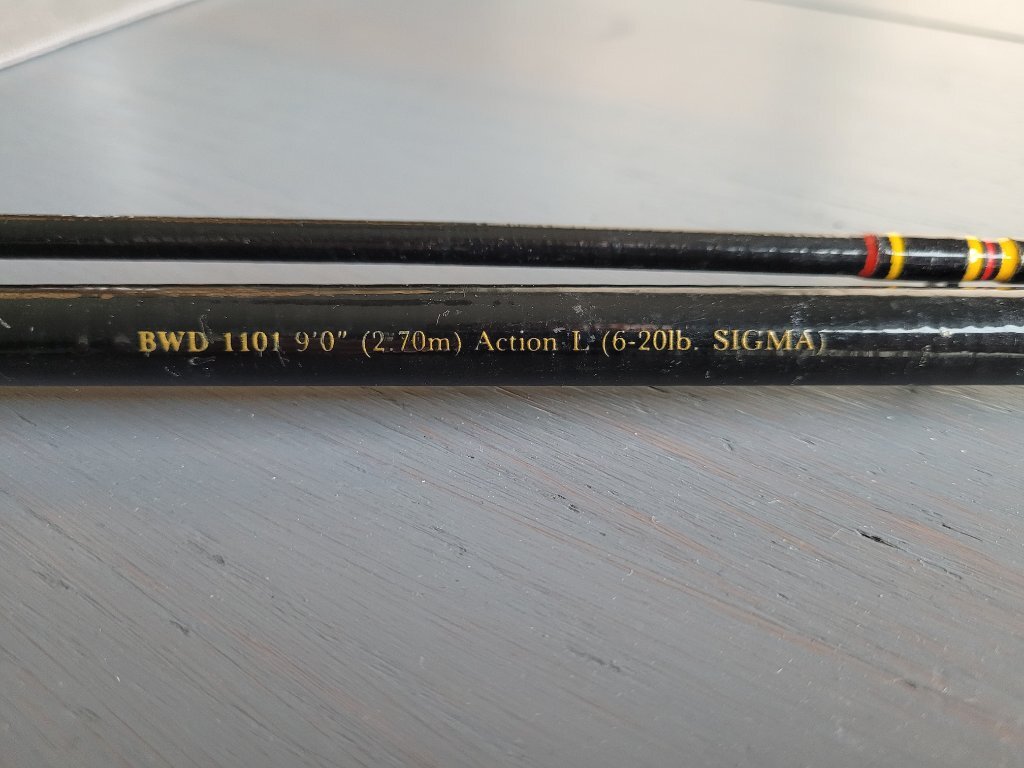 BWD 1101 9'0" (2.70m) Action L (6-20lb. SIGMA)